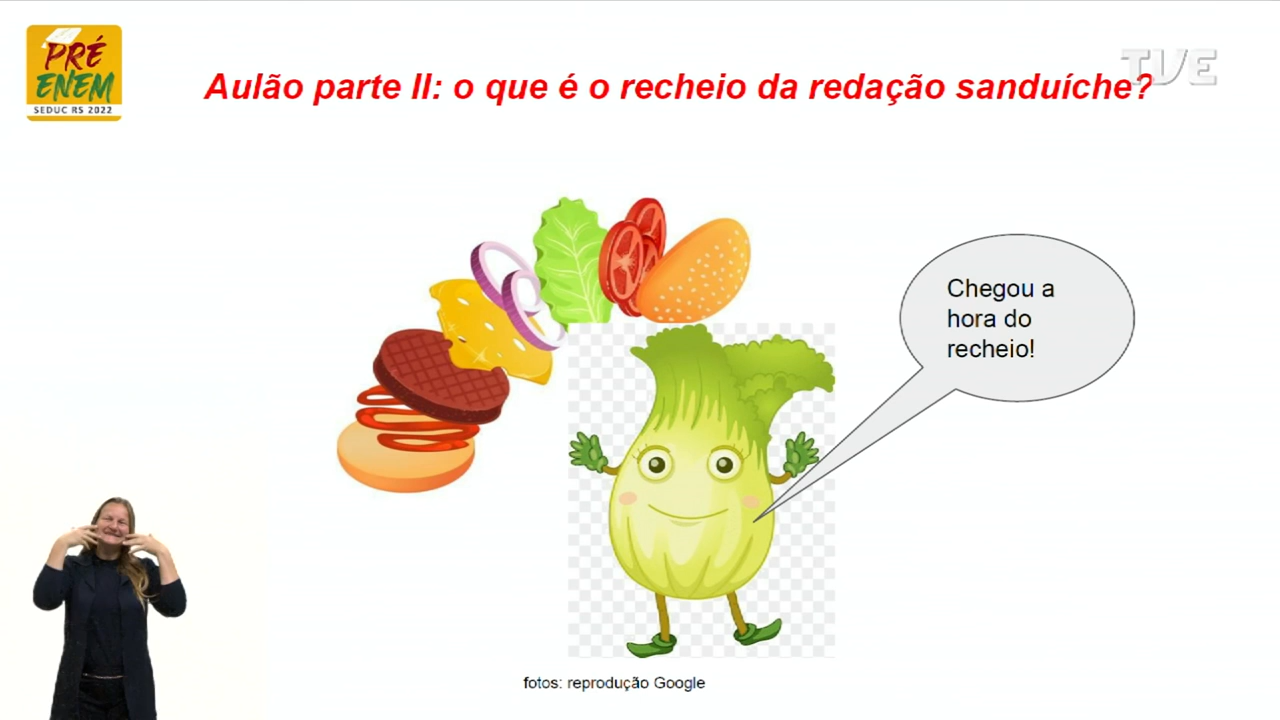 PRÉ
ENEM
SEDUC RS 2022
Aulão parte II: o que é o recheio da redação sanduíche?
TVE
Chegou a
hora do
recheio!
fotos: reprodução Google